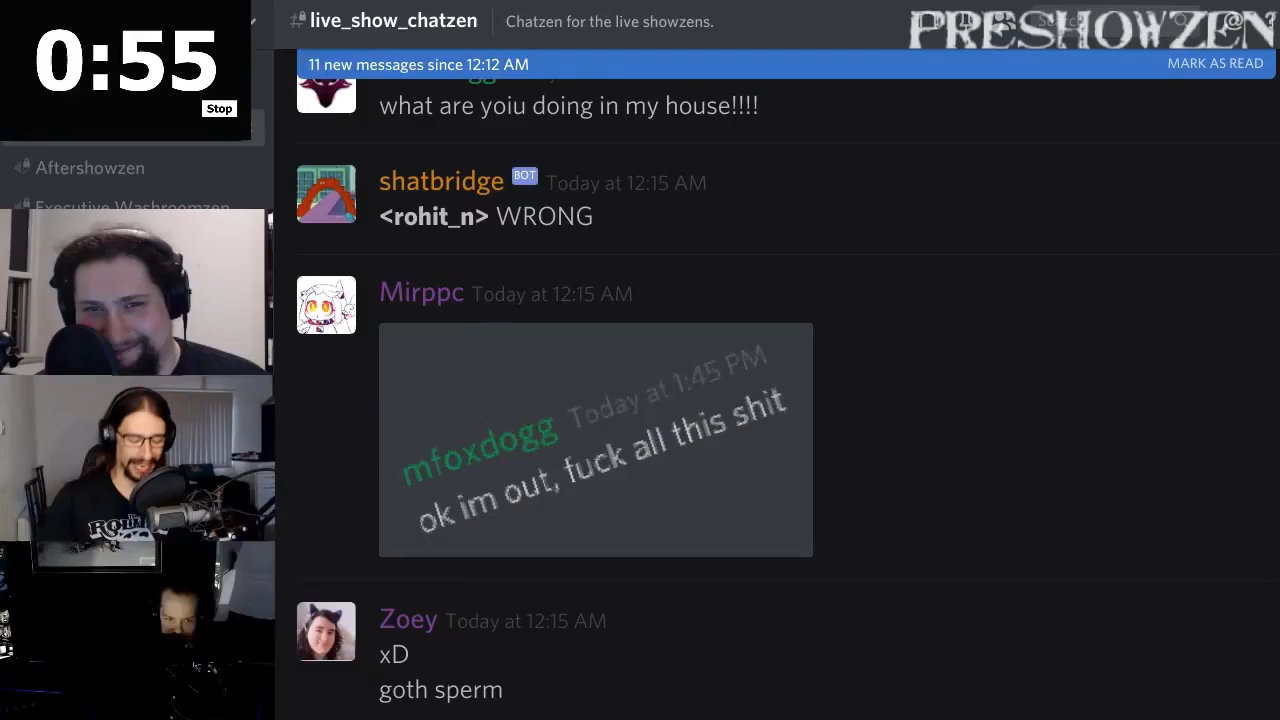 0:55
Stop
live_show_chatzen
Chatzen for the live showzens.
PRESHOWZEN
11 new messages since 12:12 AM
MARK AS READ
what are yoiu doing in my house!!!!
Aftershowzen
Executive Washroomzen
shatbridge BOT Today at 12:15 AM
<rohit_n> WRONG
Mirppc Today at 12:15 AM
mfoxdogg Today at 1:45 PM
ok im out, fuck all this shit
Zoey Today at 12:15 AM
xD
goth sperm